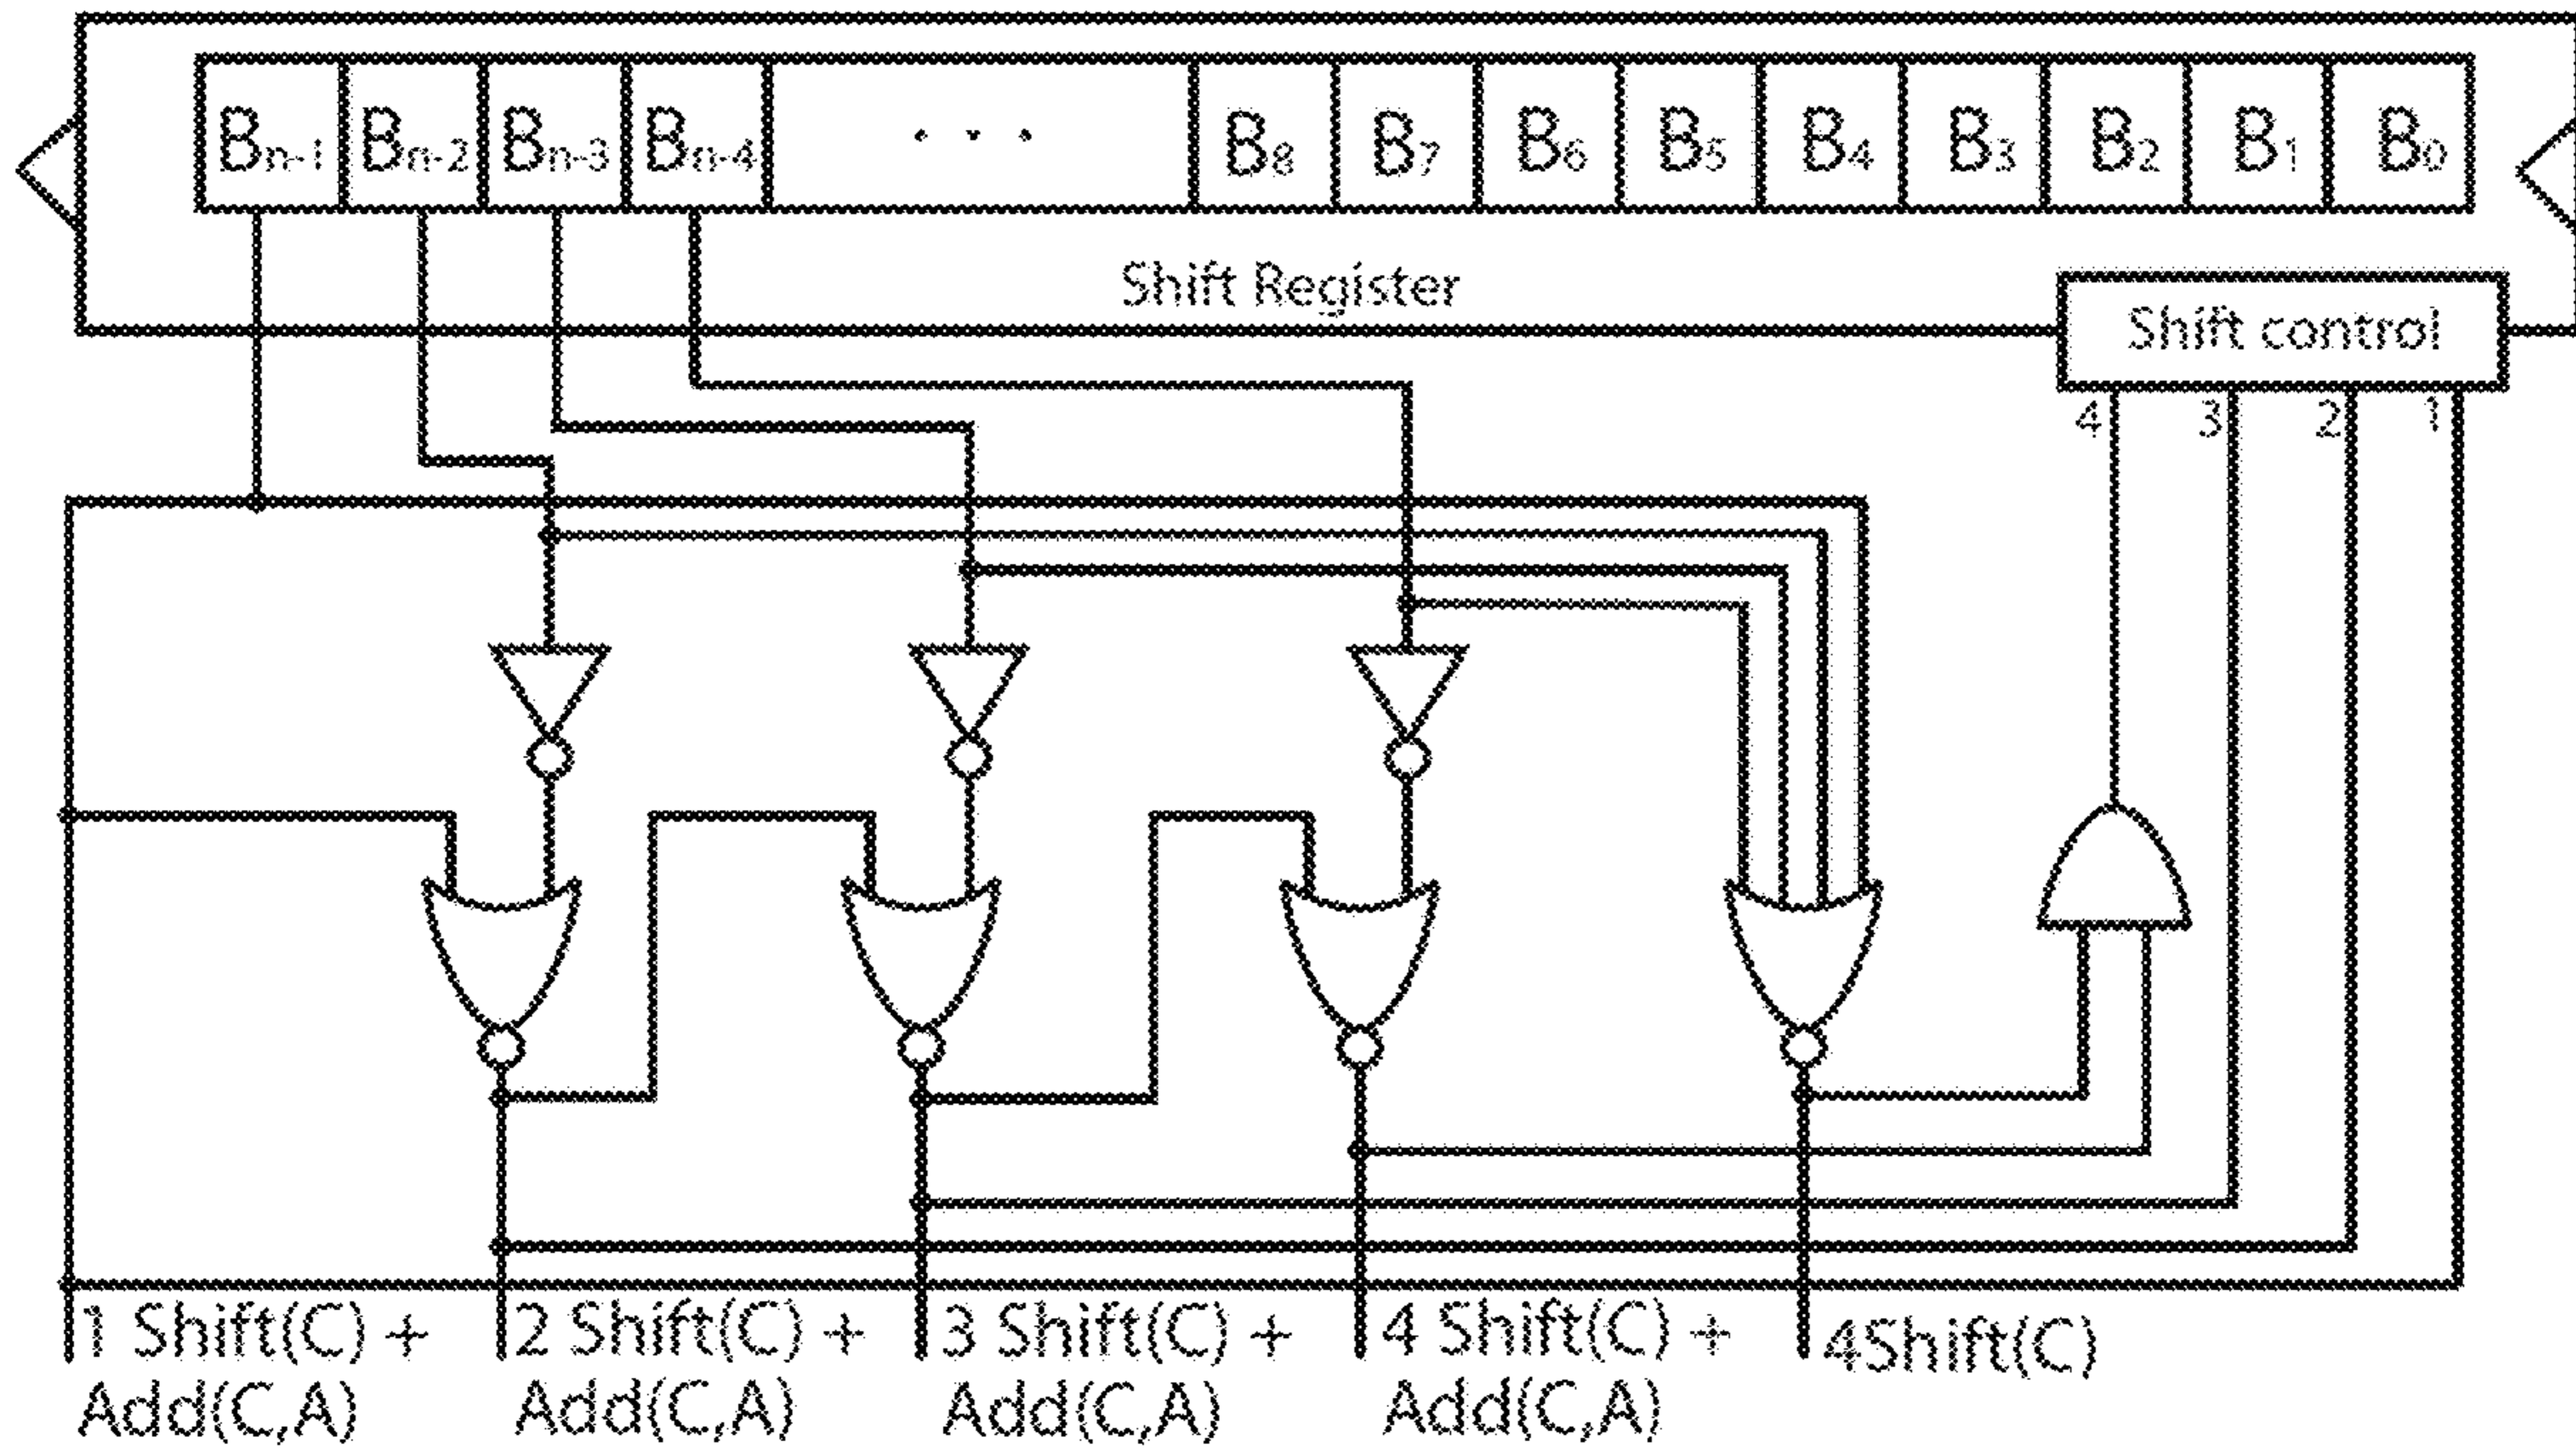 Bn-1 Bn-2 Bn-3 Bn-4 . . . B8 B7 B6 B5 B4 B3 B2 B1 B0
Shift Register
Shift control
4 3 2 1
1 Shift(C) +
Add(C,A)
2 Shift(C) +
Add(C,A)
3 Shift(C) +
Add(C,A)
4 Shift(C) +
Add(C,A)
4Shift(C)